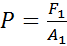 P = F₁/A₁